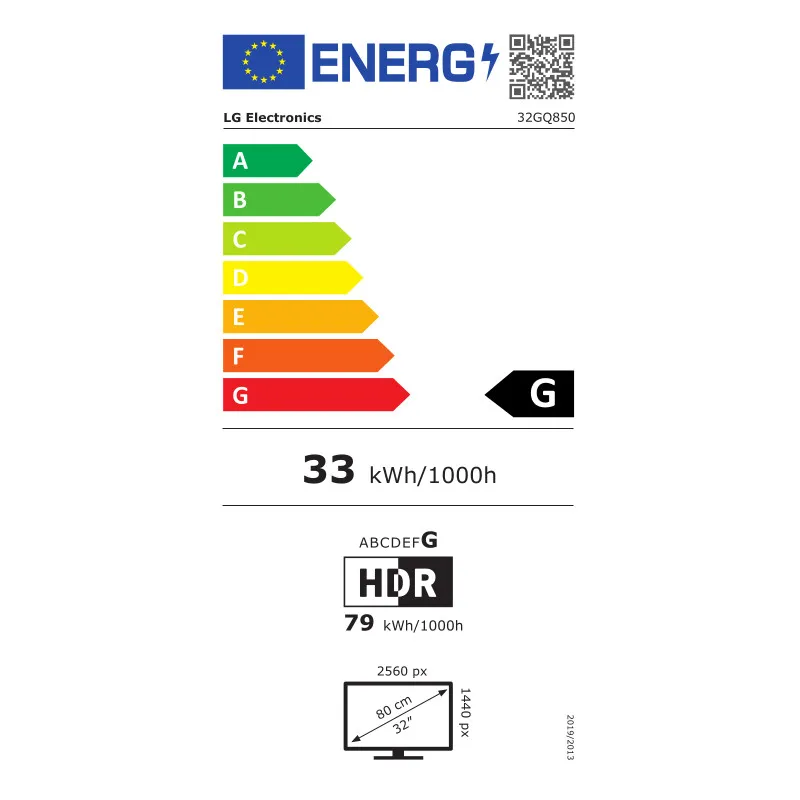 ENERG
LG Electronics 32GQ850
A
B
C
D
E
F
G
G
33 kWh/1000h
ABCDEFG
HDR
79 kWh/1000h
2560 px
80 cm
32″
1440 px
2019/2013